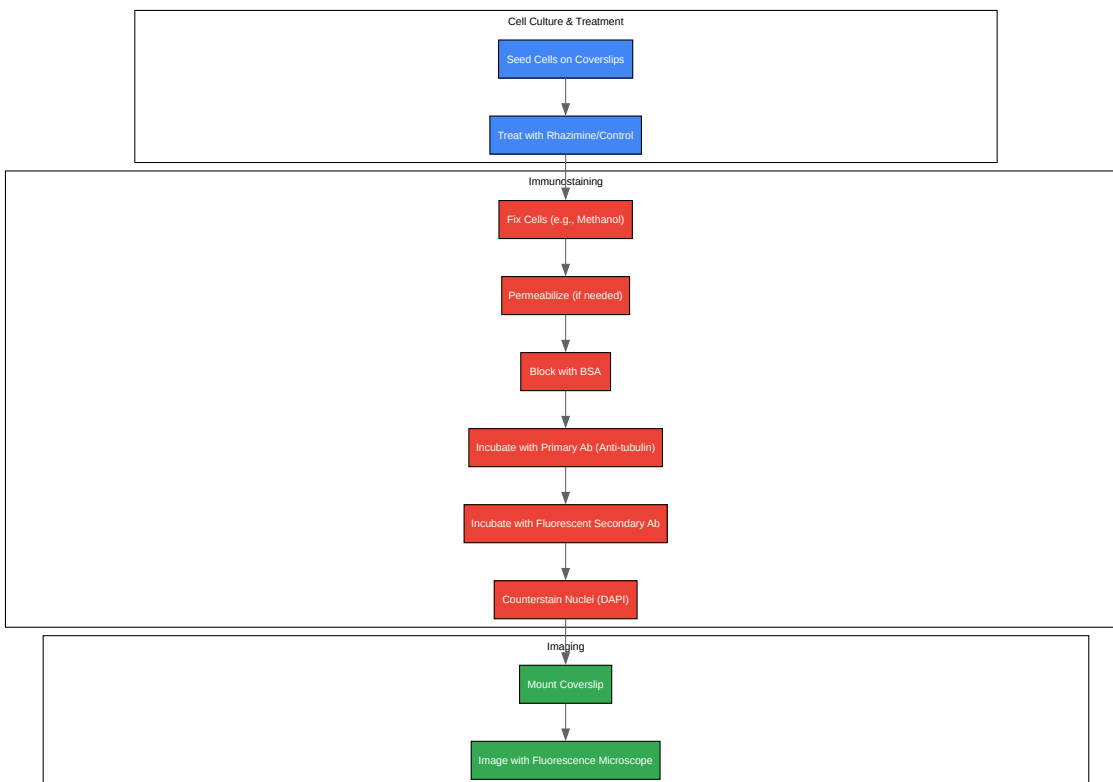 Cell Culture & Treatment
Seed Cells on Coverslips
Treat with Rhazimine/Control
Immunostaining
Fix Cells (e.g., Methanol)
Permeabilize (if needed)
Block with BSA
Incubate with Primary Ab (Anti-tubulin)
Incubate with Fluorescent Secondary Ab
Counterstain Nuclei (DAPI)
Imaging
Mount Coverslip
Image with Fluorescence Microscope